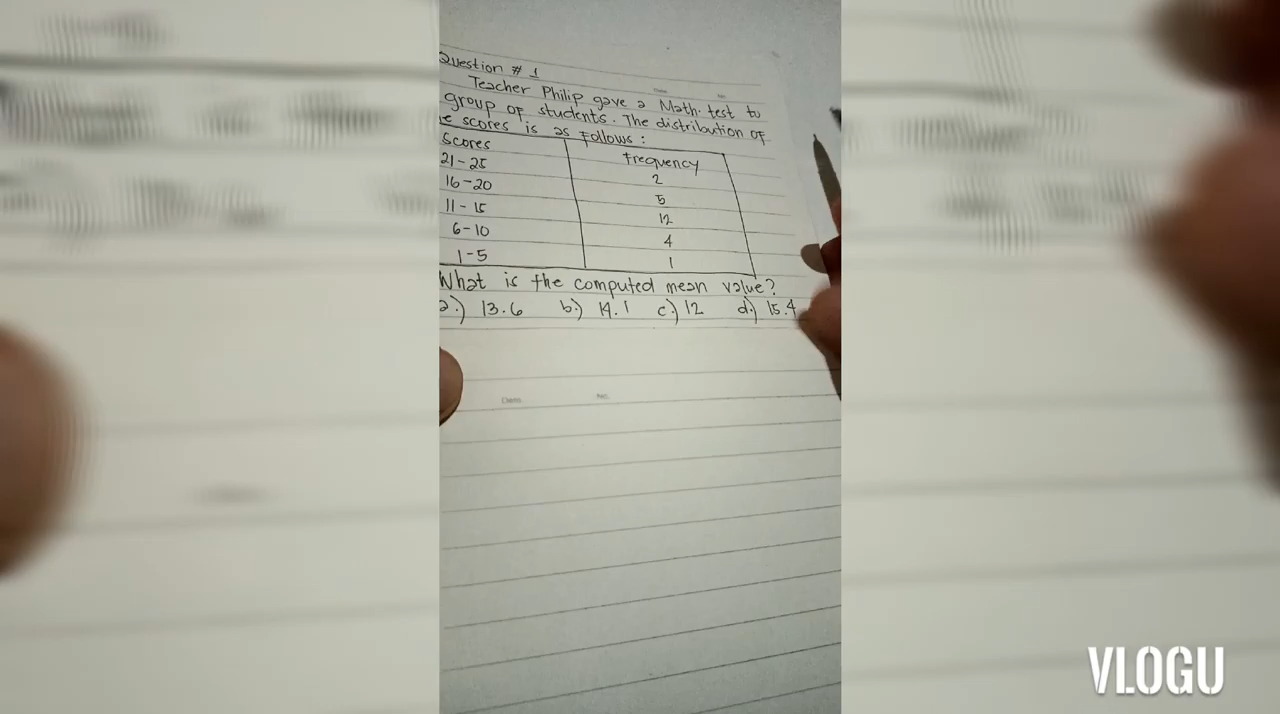 Question # 1
Teacher Philip gave a Math test to
group of students. The distribution of
scores is as follows:
Scores Frequency
21-25 2
16-20 5
11-15 12
6-10 4
1-5 1
What is the computed mean value?
a.) 13.6 b.) 14.1 c.) 12 d.) 15.4
Date No.
VLOGU